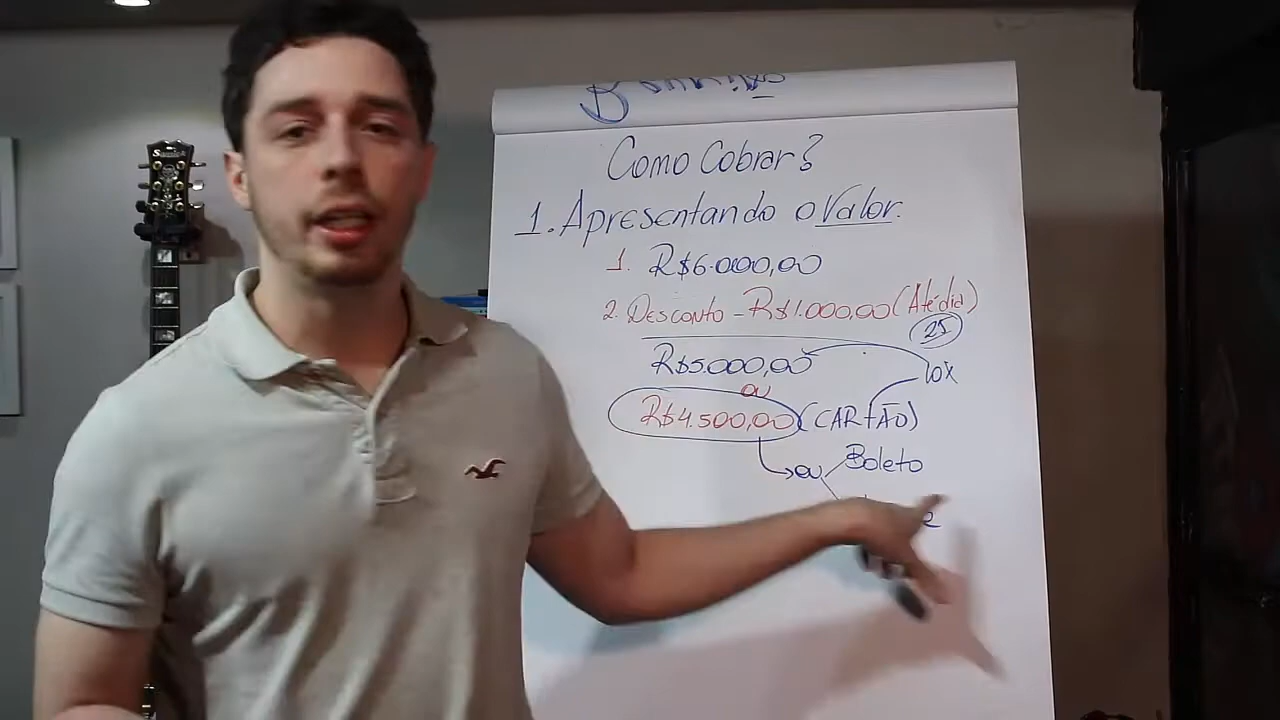 Como Cobrar?
1. Apresentando o Valor.
1. R$6.000,00
2. Desconto - R$1.000,00 (Até dia)
25
R$5.000,00
10x
ou
R$4.500,00 (CARTÃO)
ou Boleto